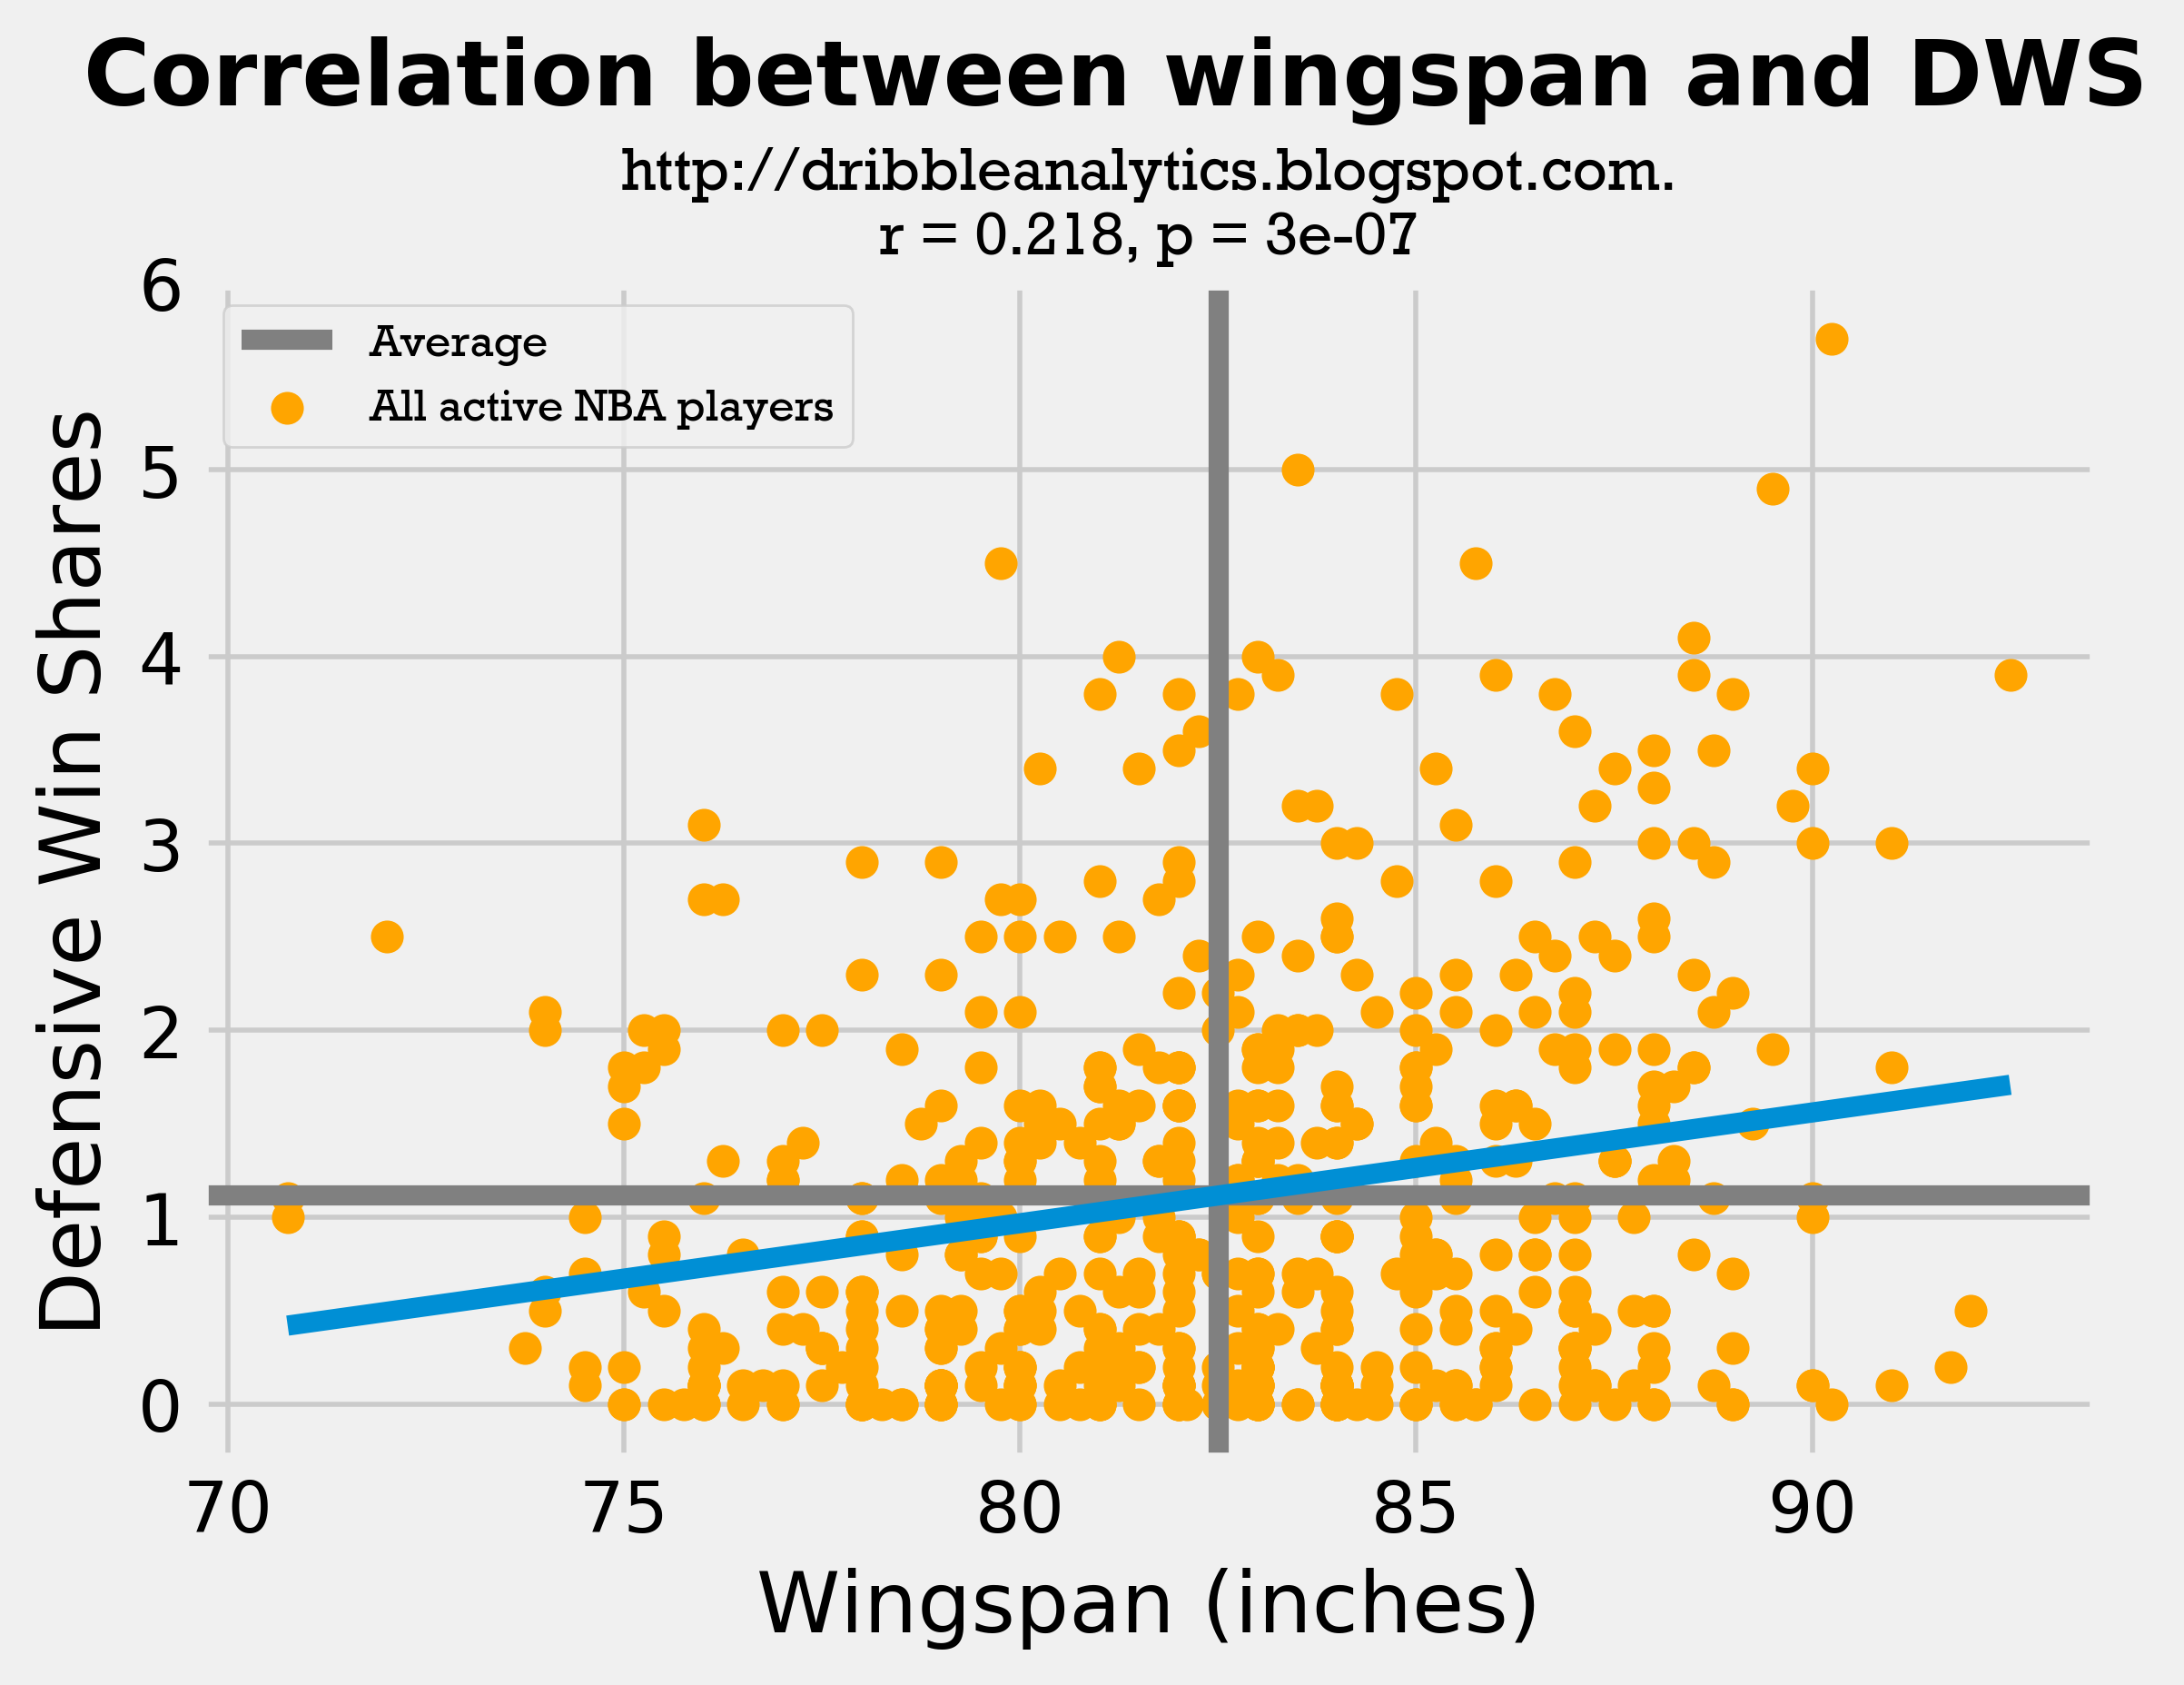 Correlation between wingspan and DWS
http://dribbleanalytics.blogspot.com.
r = 0.218, p = 3e-07
Average
All active NBA players
Defensive Win Shares
6
5
4
3
2
1
0
70 75 80 85 90
Wingspan (inches)